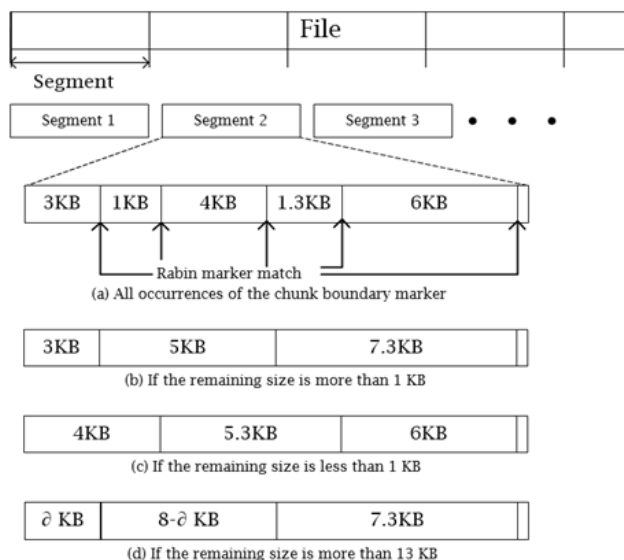 File
Segment
Segment 1 Segment 2 Segment 3
3KB 1KB 4KB 1.3KB 6KB
Rabin marker match
(a) All occurrences of the chunk boundary marker
3KB 5KB 7.3KB
(b) If the remaining size is more than 1 KB
4KB 5.3KB 6KB
(c) If the remaining size is less than 1 KB
∂ KB 8-∂ KB 7.3KB
(d) If the remaining size is more than 13 KB